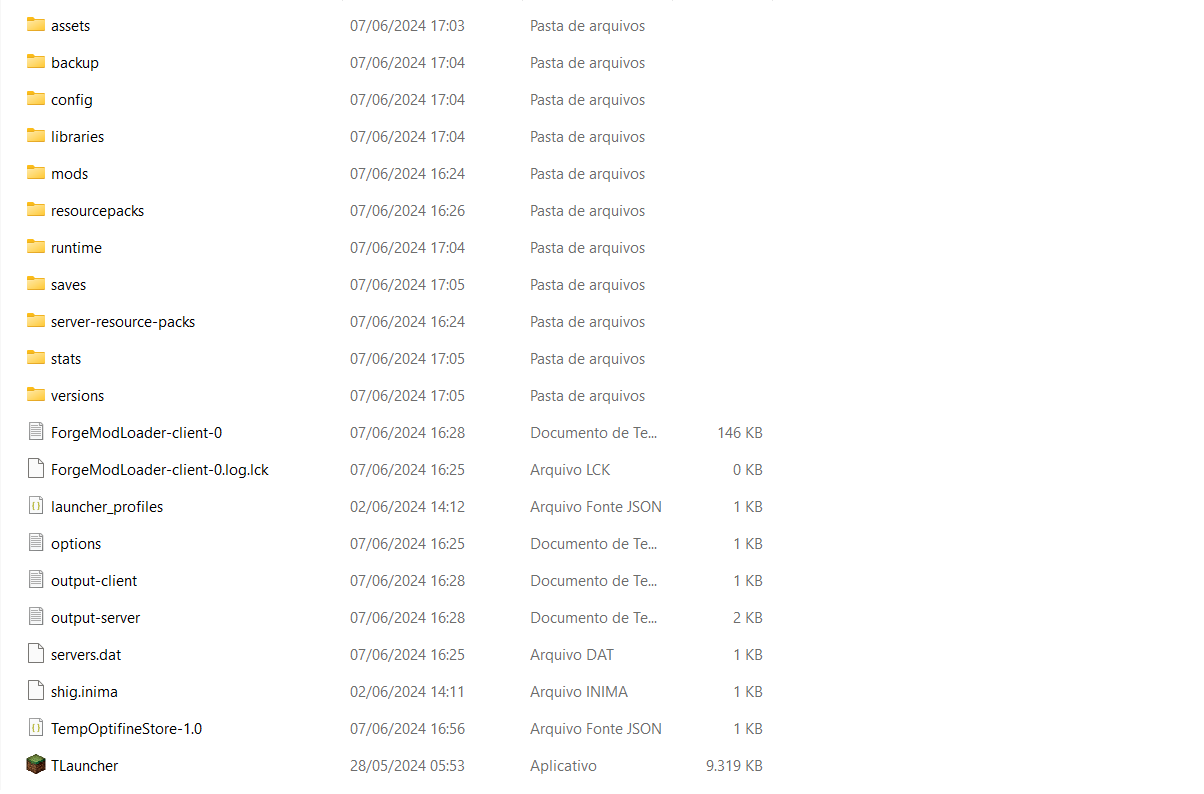 assets 07/06/2024 17:03 Pasta de arquivos
backup 07/06/2024 17:04 Pasta de arquivos
config 07/06/2024 17:04 Pasta de arquivos
libraries 07/06/2024 17:04 Pasta de arquivos
mods 07/06/2024 16:24 Pasta de arquivos
resourcepacks 07/06/2024 16:26 Pasta de arquivos
runtime 07/06/2024 17:04 Pasta de arquivos
saves 07/06/2024 17:05 Pasta de arquivos
server-resource-packs 07/06/2024 16:24 Pasta de arquivos
stats 07/06/2024 17:05 Pasta de arquivos
versions 07/06/2024 17:05 Pasta de arquivos
ForgeModLoader-client-0 07/06/2024 16:28 Documento de Te... 146 KB
ForgeModLoader-client-0.log.lck 07/06/2024 16:25 Arquivo LCK 0 KB
launcher_profiles 02/06/2024 14:12 Arquivo Fonte JSON 1 KB
options 07/06/2024 16:25 Documento de Te... 1 KB
output-client 07/06/2024 16:28 Documento de Te... 1 KB
output-server 07/06/2024 16:28 Documento de Te... 2 KB
servers.dat 07/06/2024 16:25 Arquivo DAT 1 KB
shig.inima 02/06/2024 14:11 Arquivo INIMA 1 KB
TempOptifineStore-1.0 07/06/2024 16:56 Arquivo Fonte JSON 1 KB
TLauncher 28/05/2024 05:53 Aplicativo 9.319 KB